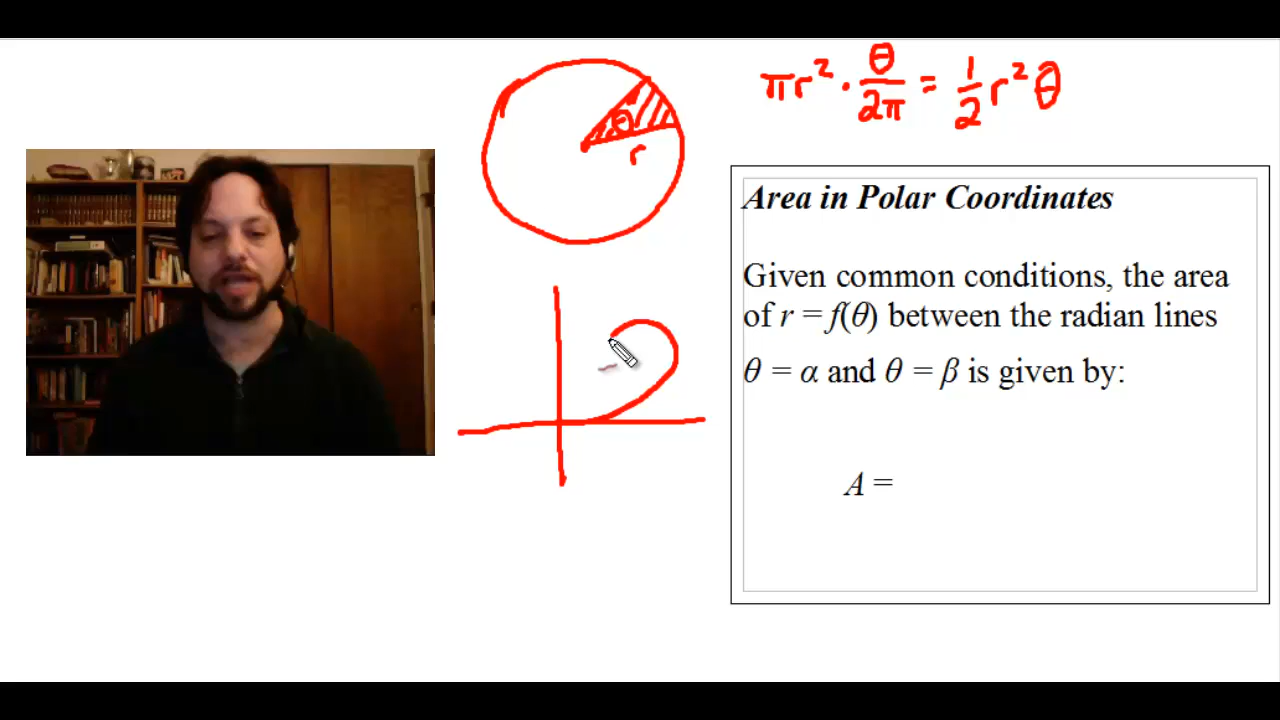 πr² · θ/2π = 1/2 r² θ
θ
r
Area in Polar Coordinates
Given common conditions, the area
of r = f(θ) between the radian lines
θ = α and θ = β is given by:
A =